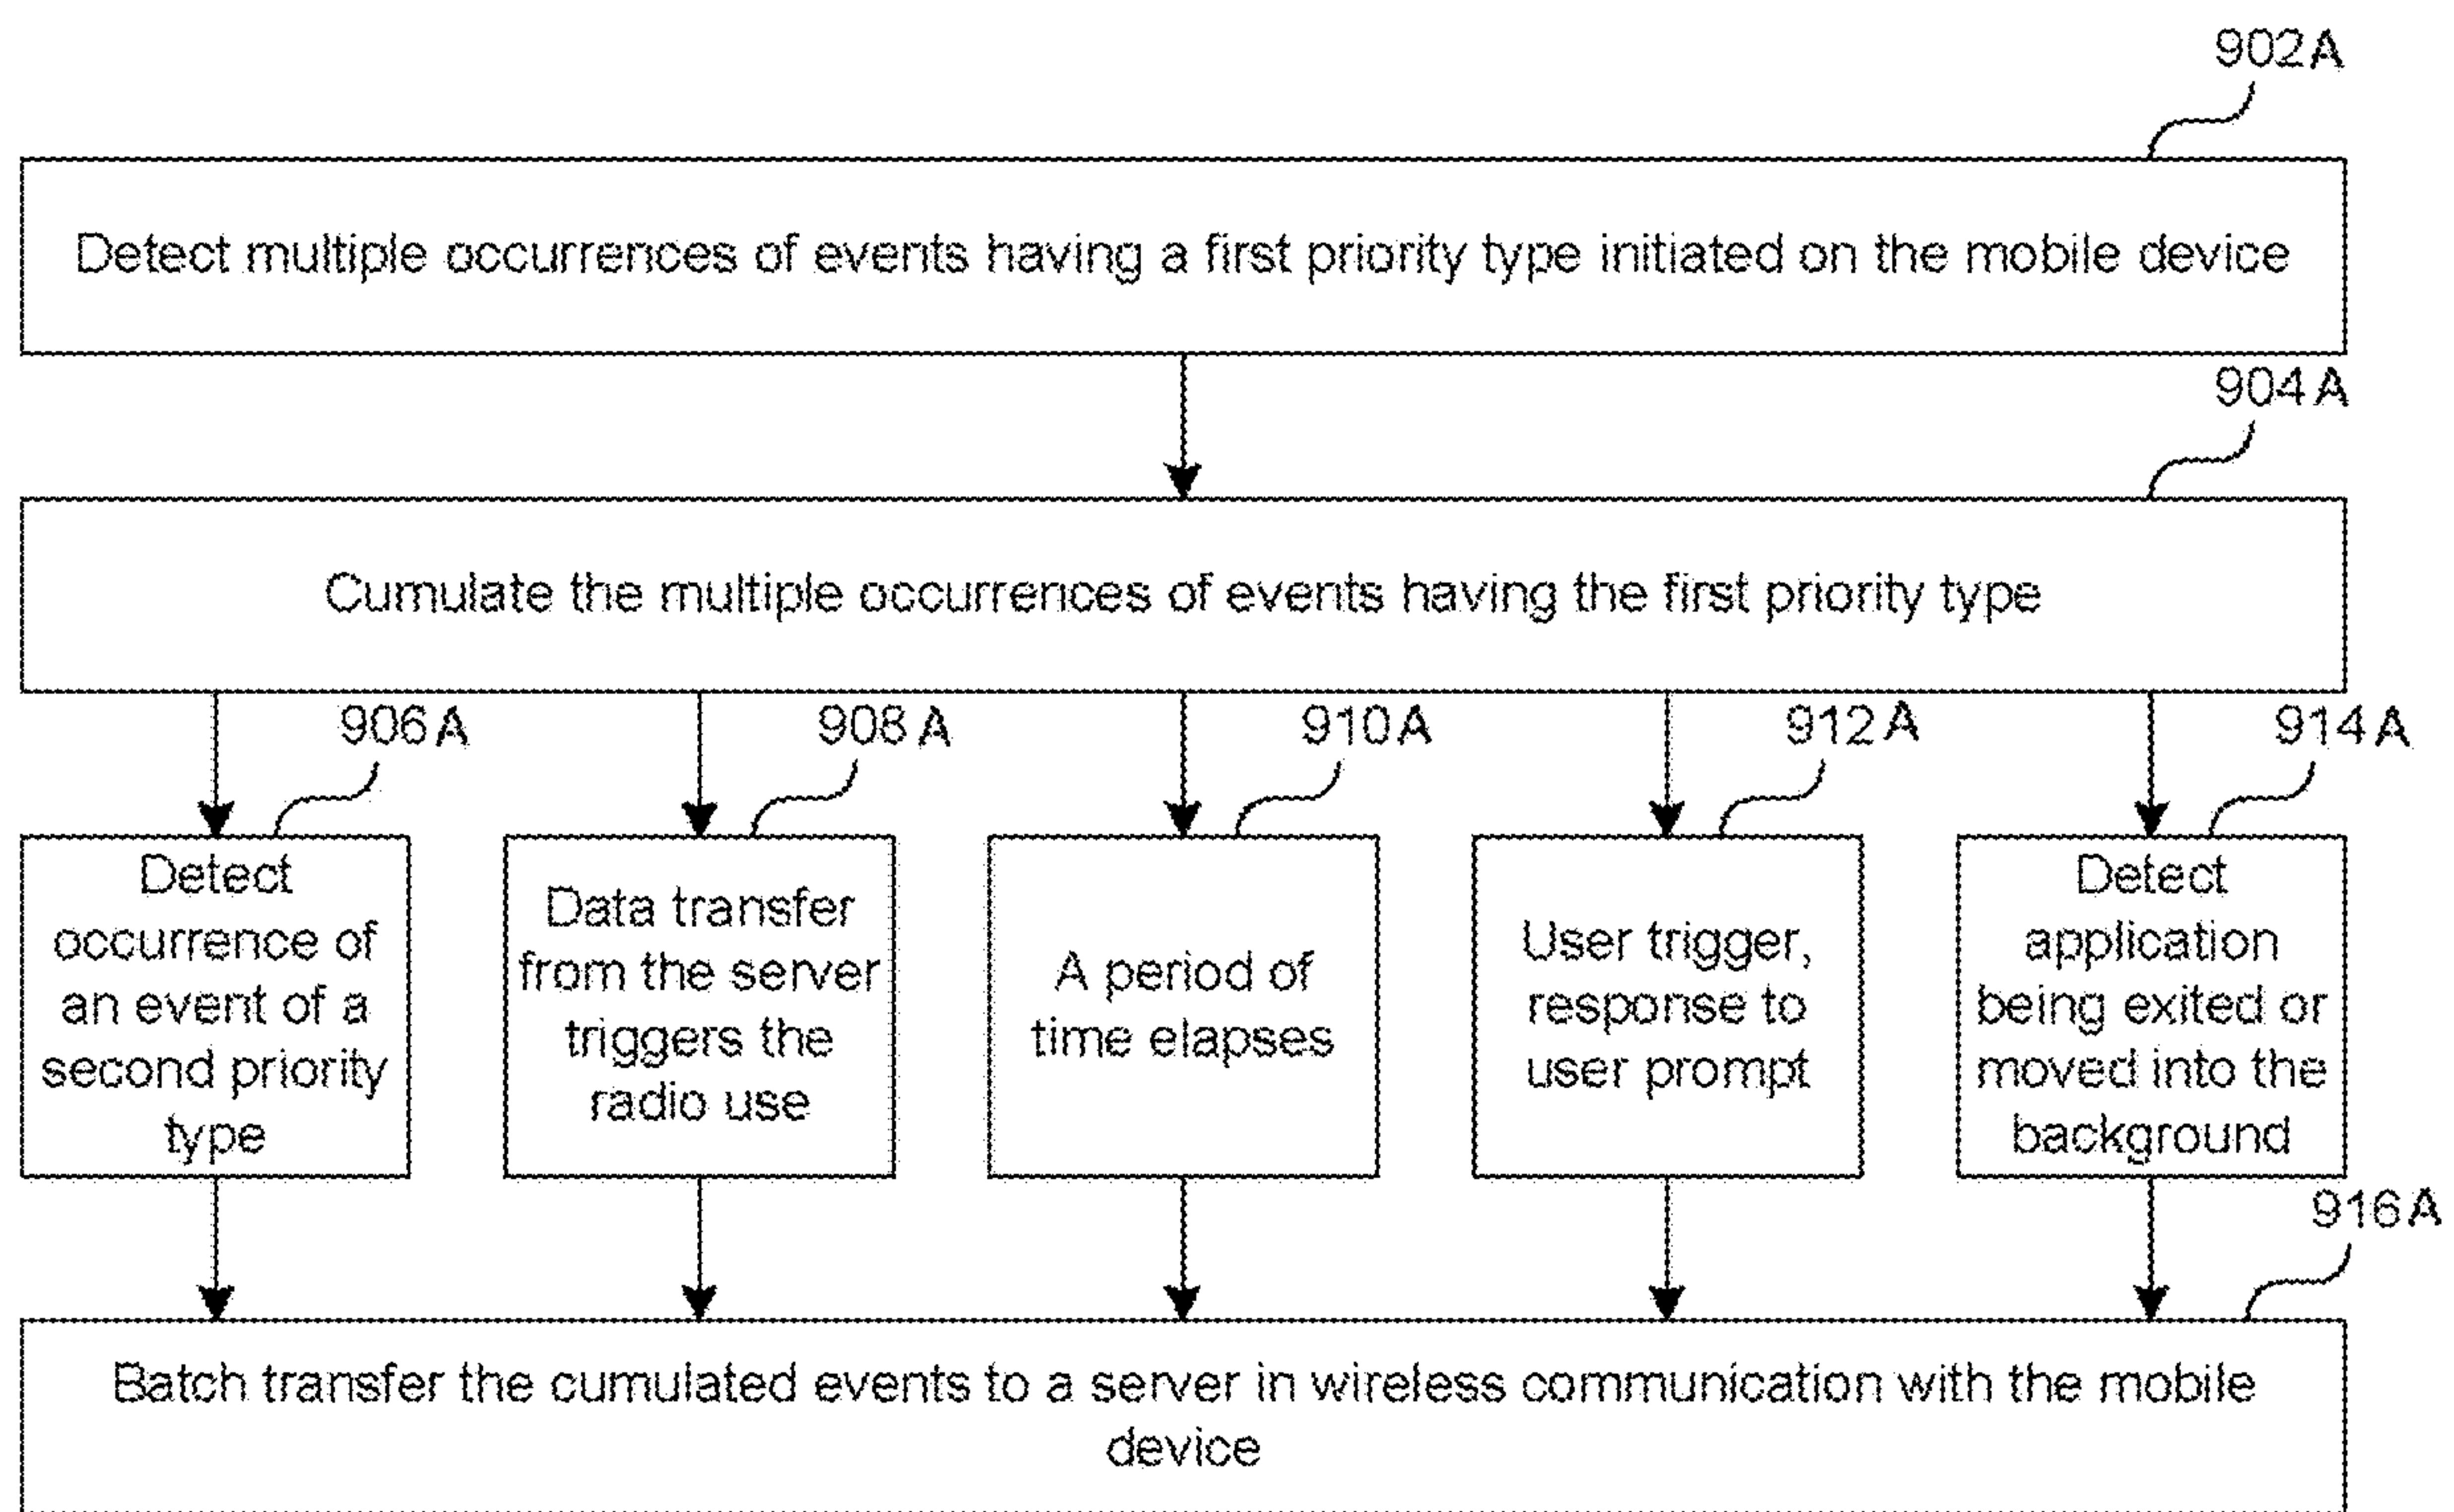 902A
Detect multiple occurrences of events having a first priority type initiated on the mobile device
904A
Cumulate the multiple occurrences of events having the first priority type
906A
908A
910A
912A
914A
Detect
occurrence of
an event of a
second priority
type
Data transfer
from the server
triggers the
radio use
A period of
time elapses
User trigger,
response to
user prompt
Detect
application
being exited or
moved into the
background
916A
Batch transfer the cumulated events to a server in wireless communication with the mobile
device